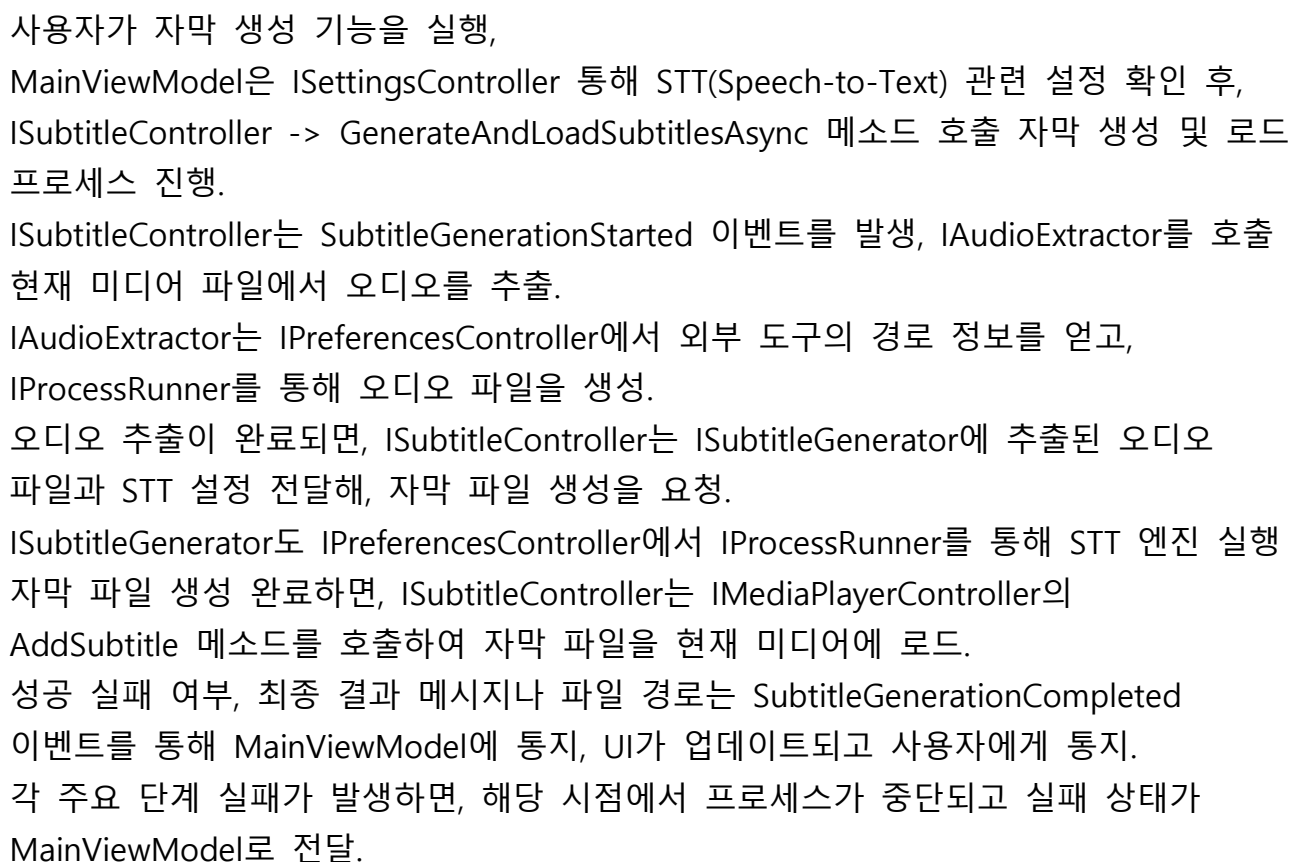 사용자가 자막 생성 기능을 실행,
MainViewModel은 ISettingsController 통해 STT(Speech-to-Text) 관련 설정 확인 후,
ISubtitleController -> GenerateAndLoadSubtitlesAsync 메소드 호출 자막 생성 및 로드
프로세스 진행.
ISubtitleController는 SubtitleGenerationStarted 이벤트를 발생, IAudioExtractor를 호출
현재 미디어 파일에서 오디오를 추출.
IAudioExtractor는 IPreferencesController에서 외부 도구의 경로 정보를 얻고,
IProcessRunner를 통해 오디오 파일을 생성.
오디오 추출이 완료되면, ISubtitleController는 ISubtitleGenerator에 추출된 오디오
파일과 STT 설정 전달해, 자막 파일 생성을 요청.
ISubtitleGenerator도 IPreferencesController에서 IProcessRunner를 통해 STT 엔진 실행
자막 파일 생성 완료하면, ISubtitleController는 IMediaPlayerController의
AddSubtitle 메소드를 호출하여 자막 파일을 현재 미디어에 로드.
성공 실패 여부, 최종 결과 메시지나 파일 경로는 SubtitleGenerationCompleted
이벤트를 통해 MainViewModel에 통지, UI가 업데이트되고 사용자에게 통지.
각 주요 단계 실패가 발생하면, 해당 시점에서 프로세스가 중단되고 실패 상태가
MainViewModel로 전달.